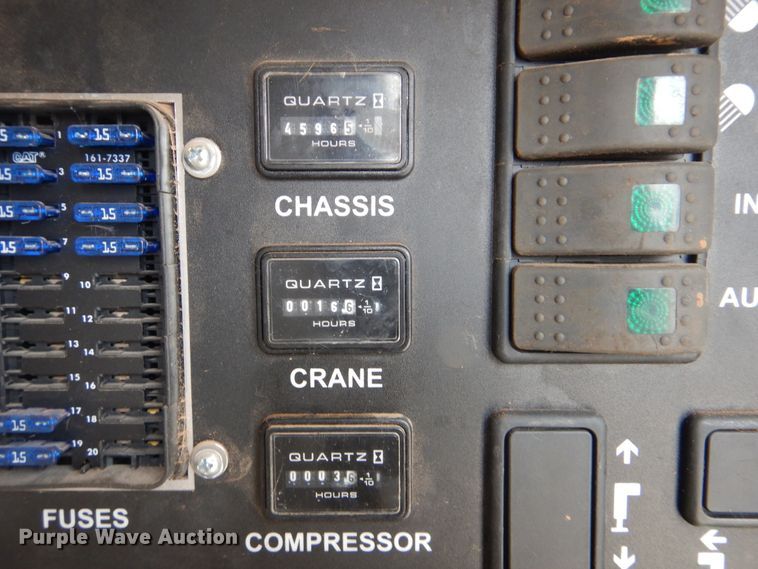 QUARTZ
45965 1/10
HOURS
CHASSIS
QUARTZ
00166 1/10
HOURS
CRANE
QUARTZ
00036 1/10
HOURS
COMPRESSOR
5 1 15
CAT® 161-7337
15 3 15
15 5 15
15 7 15
9 10
11 12
13 14
15 16
15 17 18
15 19 20
FUSES
IN
AU
Purple Wave Auction